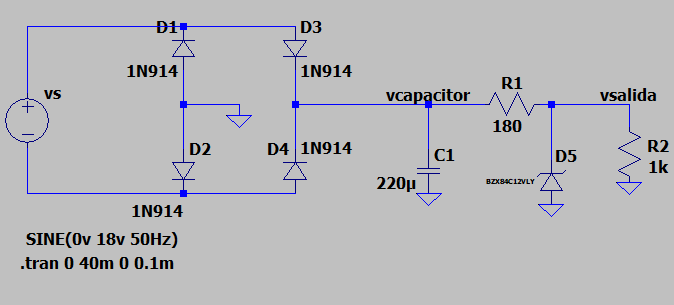 D1
D3
1N914
1N914
vs
vcapacitor
R1
180
vsalida
D2
D4
1N914
C1
220µ
D5
BZX84C12VLY
R2
1k
1N914
SINE(0v 18v 50Hz)
.tran 0 40m 0 0.1m